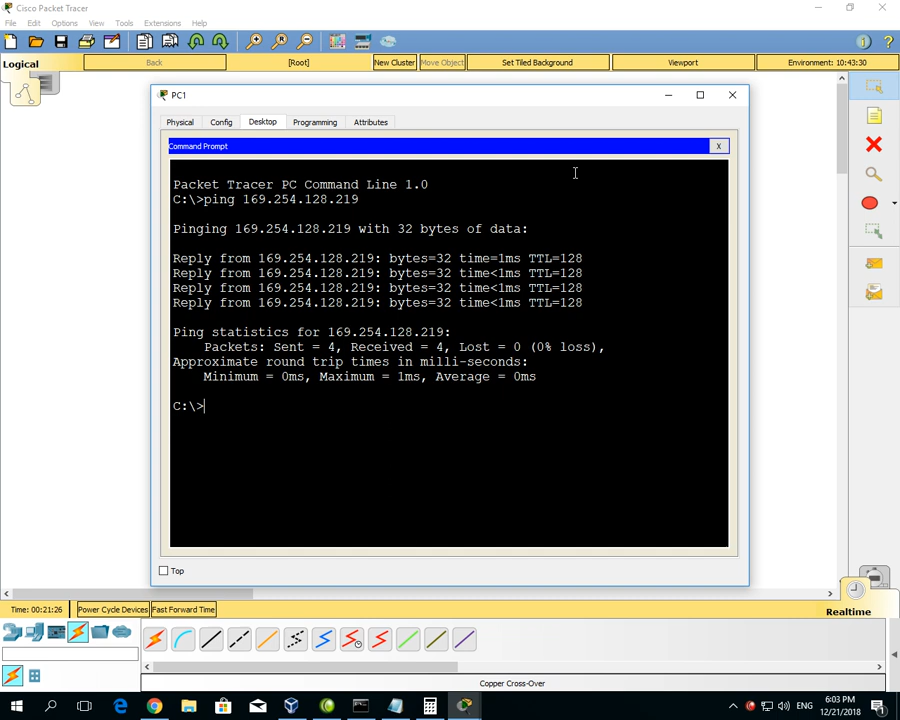 Cisco Packet Tracer
File Edit Options View Tools Extensions Help
Logical
Back
[Root]
New Cluster
Move Object
Set Tiled Background
Viewport
Environment: 10:43:30
PC1
Physical Config Desktop Programming Attributes
Command Prompt
X
Packet Tracer PC Command Line 1.0
C:\>ping 169.254.128.219
Pinging 169.254.128.219 with 32 bytes of data:
Reply from 169.254.128.219: bytes=32 time=1ms TTL=128
Reply from 169.254.128.219: bytes=32 time<1ms TTL=128
Reply from 169.254.128.219: bytes=32 time<1ms TTL=128
Reply from 169.254.128.219: bytes=32 time<1ms TTL=128
Ping statistics for 169.254.128.219:
Packets: Sent = 4, Received = 4, Lost = 0 (0% loss),
Approximate round trip times in milli-seconds:
Minimum = 0ms, Maximum = 1ms, Average = 0ms
C:\>
Top
Time: 00:21:26
Power Cycle Devices
Fast Forward Time
Realtime
Copper Cross-Over
ENG
6:03 PM
12/21/2018
1